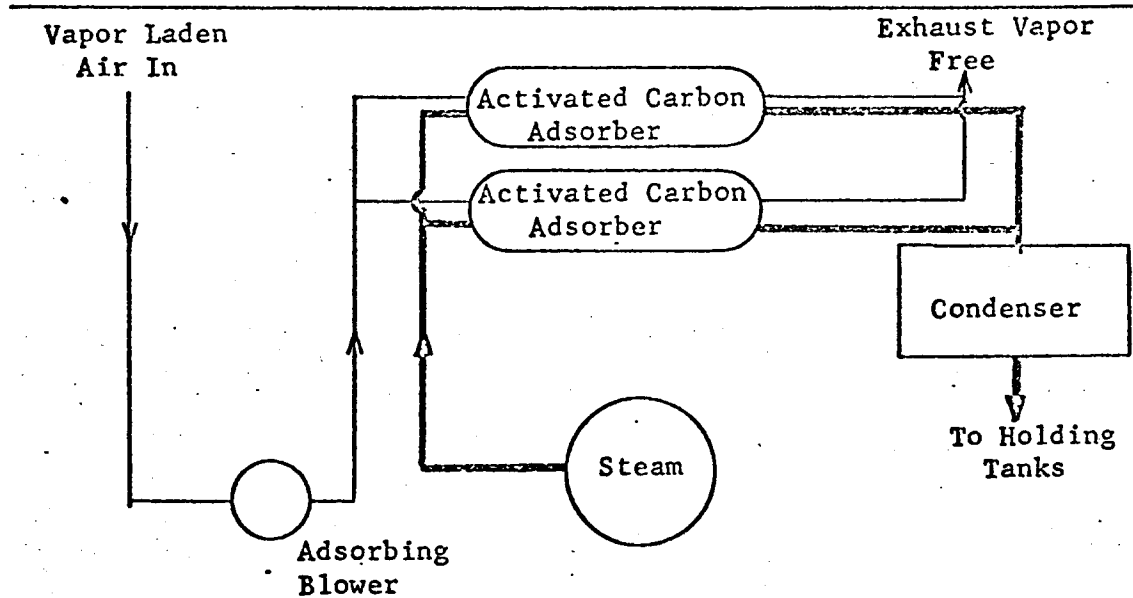 Vapor Laden
Air In
Exhaust Vapor
Free
Activated Carbon
Adsorber
Activated Carbon
Adsorber
Condenser
To Holding
Tanks
Steam
Adsorbing
Blower